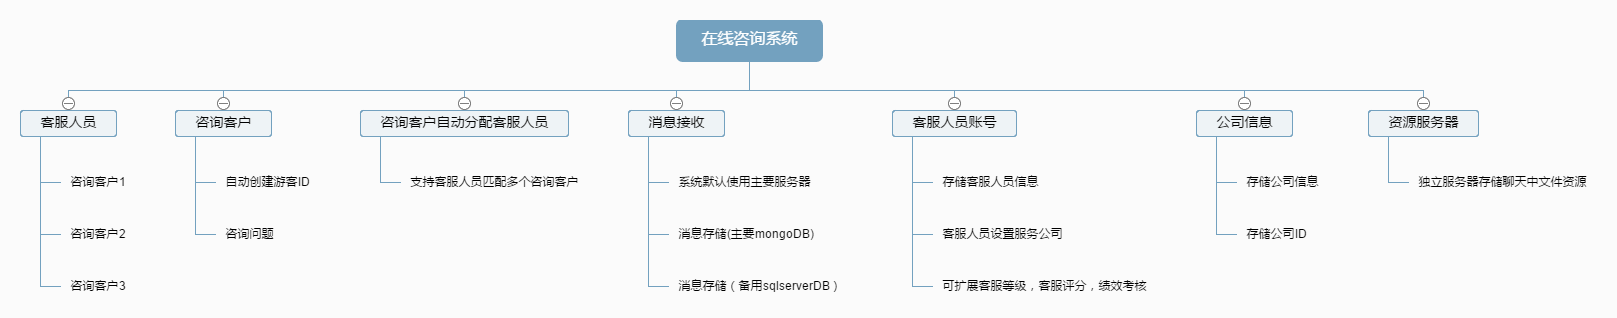 在线咨询系统
客服人员
咨询客户
咨询客户自动分配客服人员
消息接收
客服人员账号
公司信息
资源服务器
咨询客户1
自动创建游客ID
支持客服人员匹配多个咨询客户
系统默认使用主要服务器
存储客服人员信息
存储公司信息
独立服务器存储聊天中文件资源
咨询客户2
咨询问题
消息存储(主要mongoDB)
客服人员设置服务公司
存储公司ID
咨询客户3
消息存储（备用sqlserverDB）
可扩展客服等级，客服评分，绩效考核